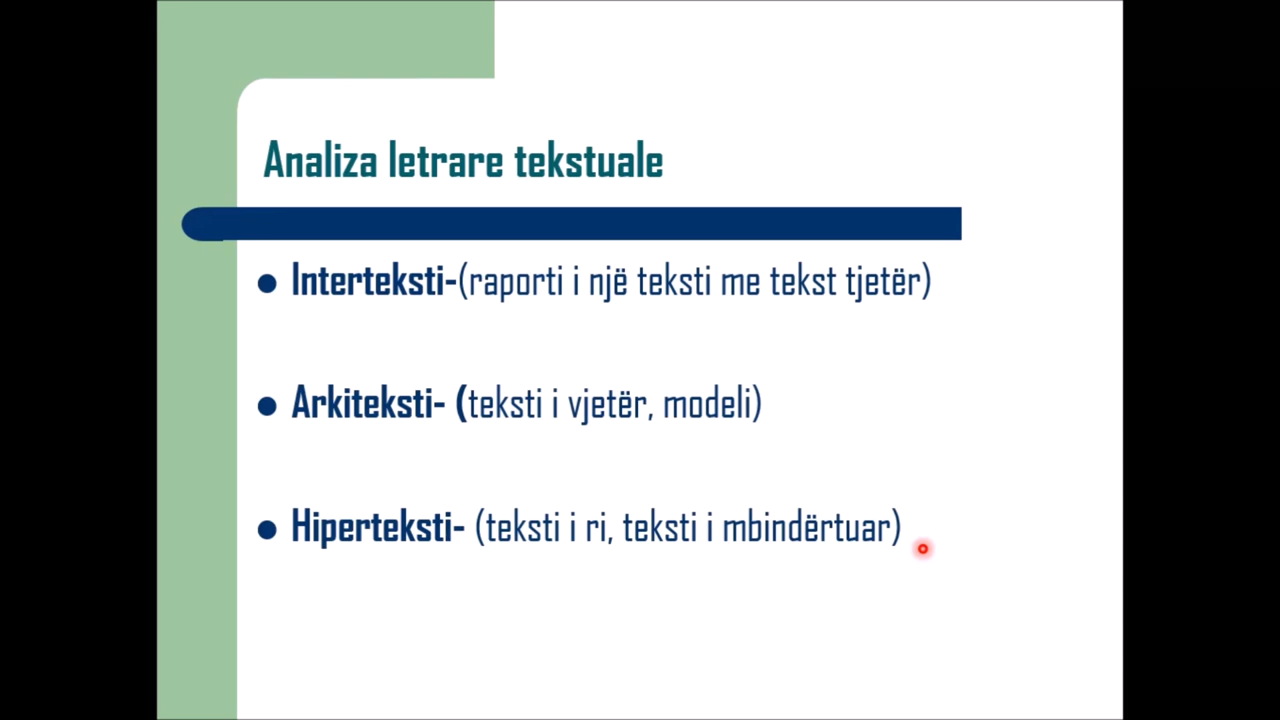 Analiza letrare tekstuale
Interteksti-(raporti i një teksti me tekst tjetër)
Arkiteksti- (teksti i vjetër, modeli)
Hiperteksti- (teksti i ri, teksti i mbindërtuar)